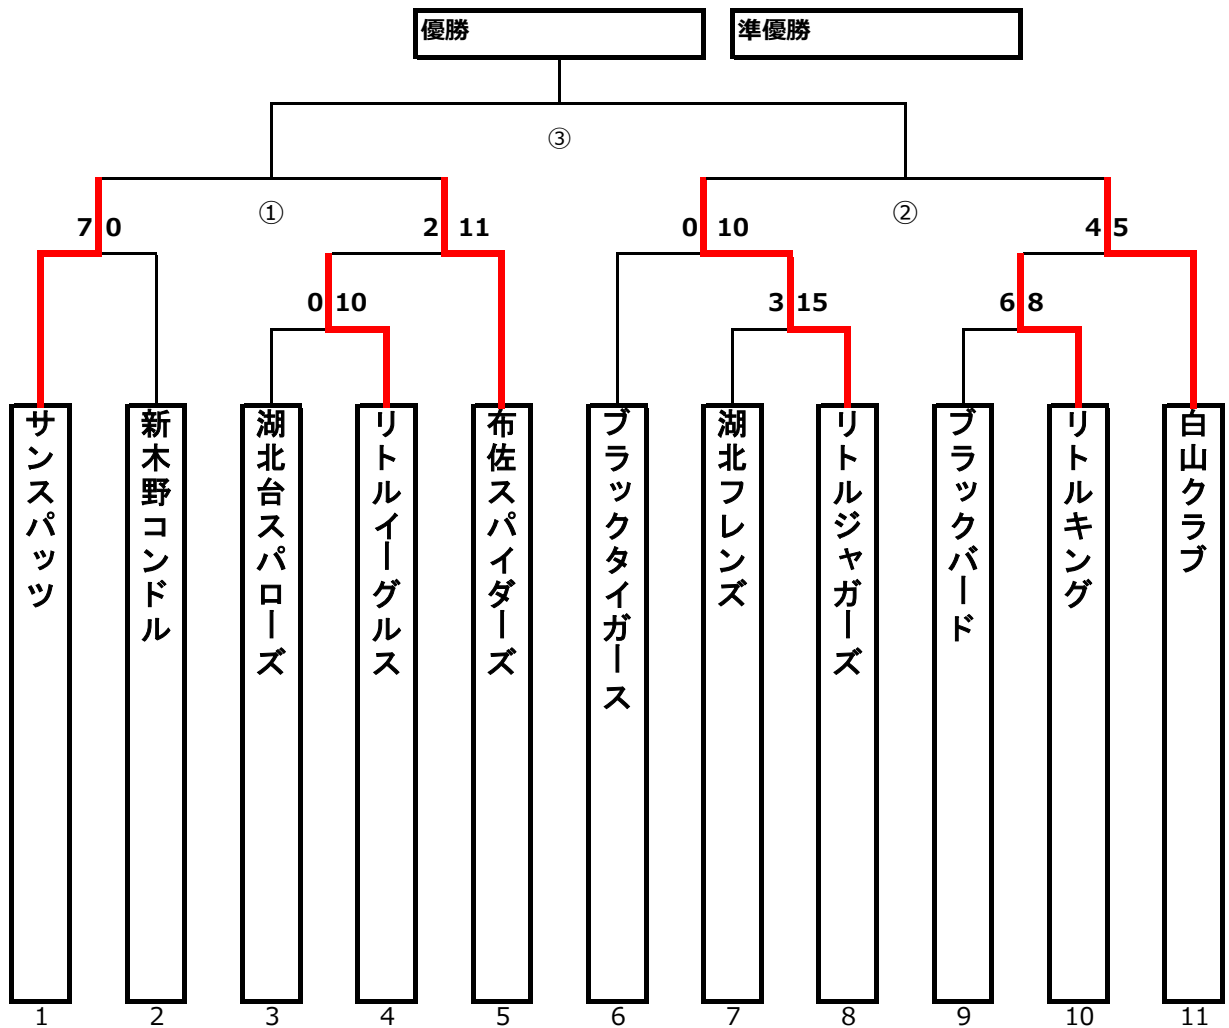 優勝
準優勝
③
①
②
7 0
2 11
0 10
4 5
0 10
3 15
6 8
サンスパッツ
新木野コンドル
湖北台スパローズ
リトルイーグルス
布佐スパイダーズ
ブラックタイガース
湖北フレンズ
リトルジャガーズ
ブラックバード
リトルキング
白山クラブ
1 2 3 4 5 6 7 8 9 10 11